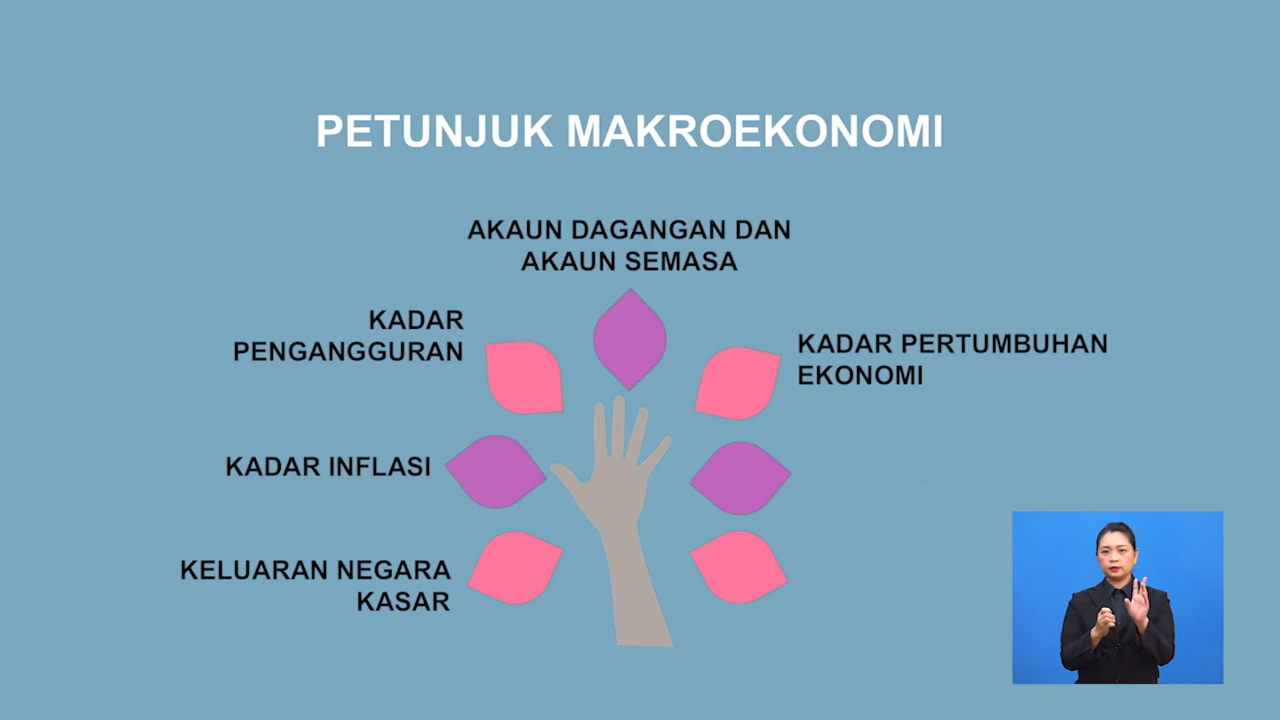 PETUNJUK MAKROEKONOMI
AKAUN DAGANGAN DAN
AKAUN SEMASA
KADAR
PENGANGGURAN
KADAR PERTUMBUHAN
EKONOMI
KADAR INFLASI
KELUARAN NEGARA
KASAR